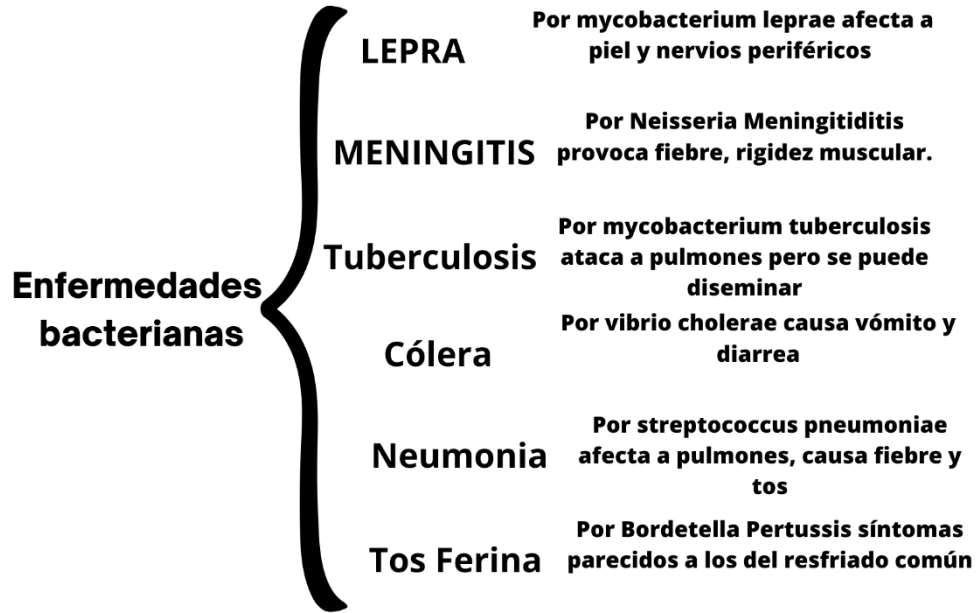 Enfermedades
bacterianas
LEPRA
Por mycobacterium leprae afecta a
piel y nervios periféricos
MENINGITIS
Por Neisseria Meningitiditis
provoca fiebre, rigidez muscular.
Tuberculosis
Por mycobacterium tuberculosis
ataca a pulmones pero se puede
diseminar
Cólera
Por vibrio cholerae causa vómito y
diarrea
Neumonia
Por streptococcus pneumoniae
afecta a pulmones, causa fiebre y
tos
Tos Ferina
Por Bordetella Pertussis síntomas
parecidos a los del resfriado común